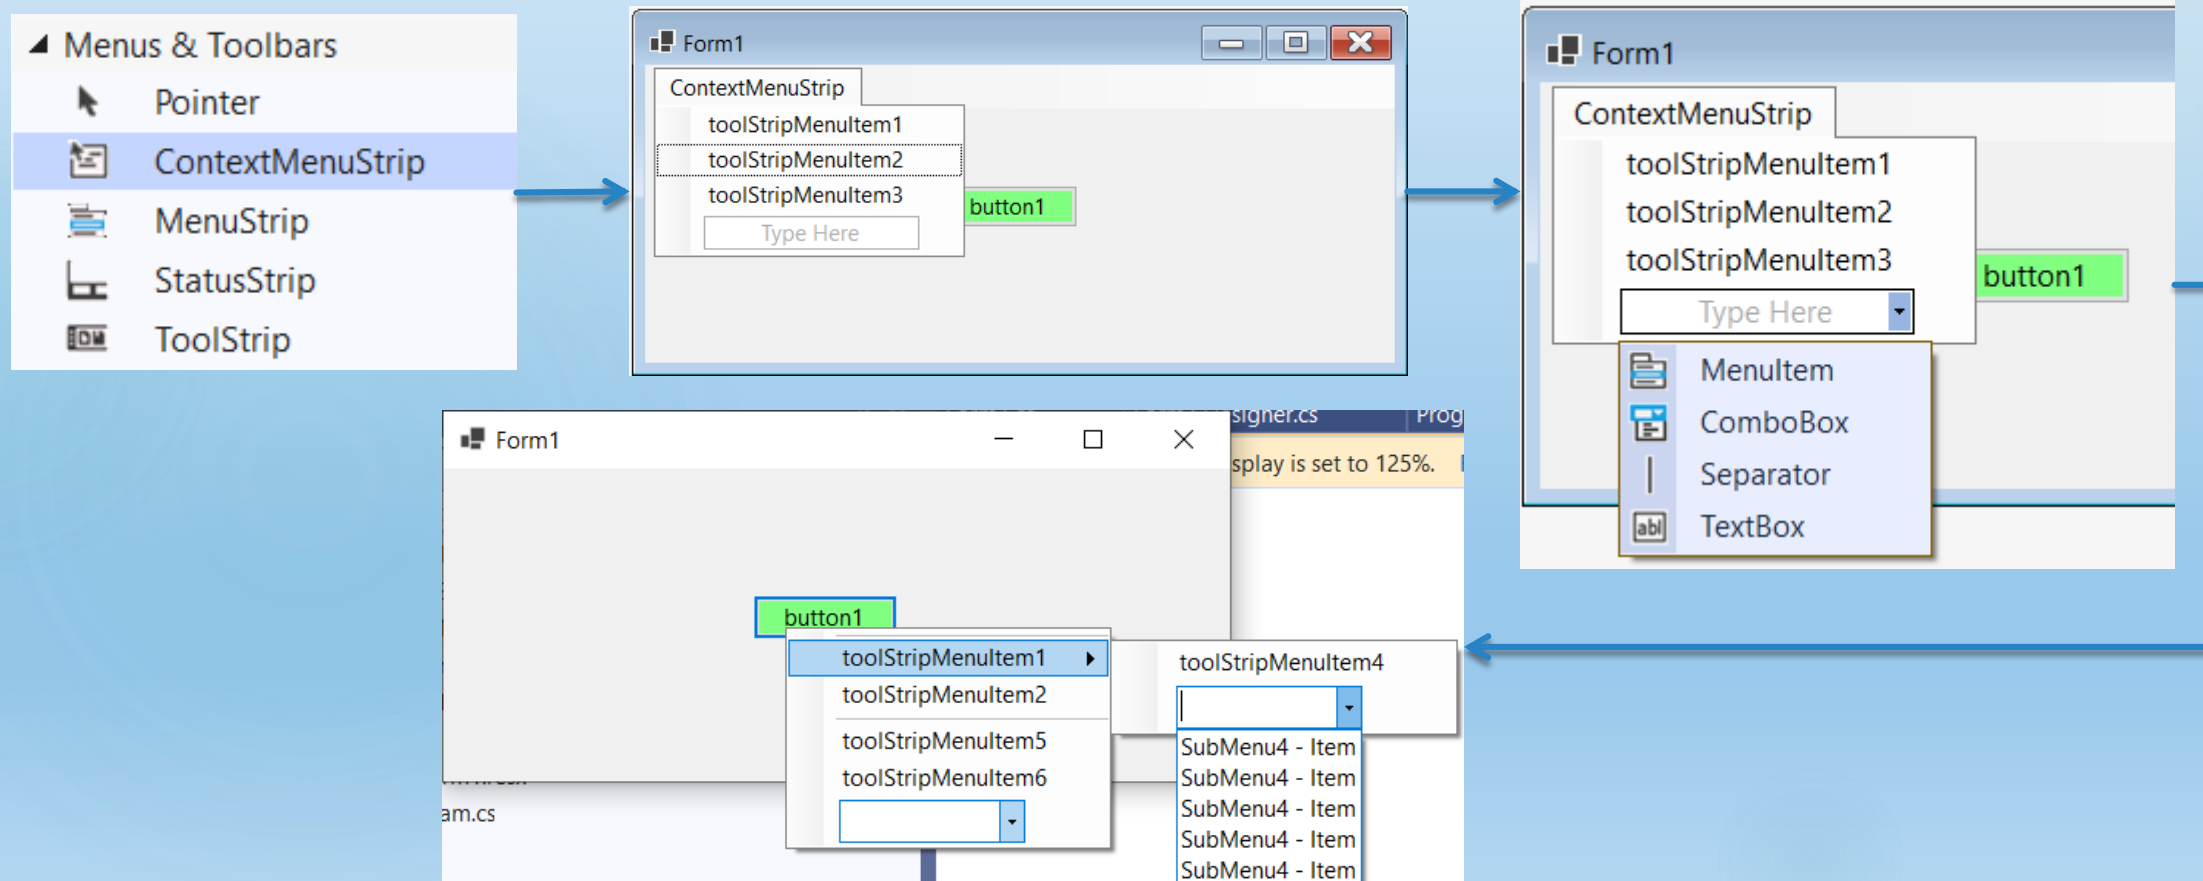 Menus & Toolbars
Pointer
ContextMenuStrip
MenuStrip
StatusStrip
ToolStrip
Form1
ContextMenuStrip
toolStripMenuItem1
toolStripMenuItem2
toolStripMenuItem3
Type Here
button1
Form1
ContextMenuStrip
toolStripMenuItem1
toolStripMenuItem2
toolStripMenuItem3
Type Here
button1
MenuItem
ComboBox
Separator
abl
TextBox
Form1
signer.cs
Prog
splay is set to 125%.
button1
toolStripMenuItem1
toolStripMenuItem2
toolStripMenuItem5
toolStripMenuItem6
toolStripMenuItem4
SubMenu4 - Item
SubMenu4 - Item
SubMenu4 - Item
SubMenu4 - Item
SubMenu4 - Item
am.cs